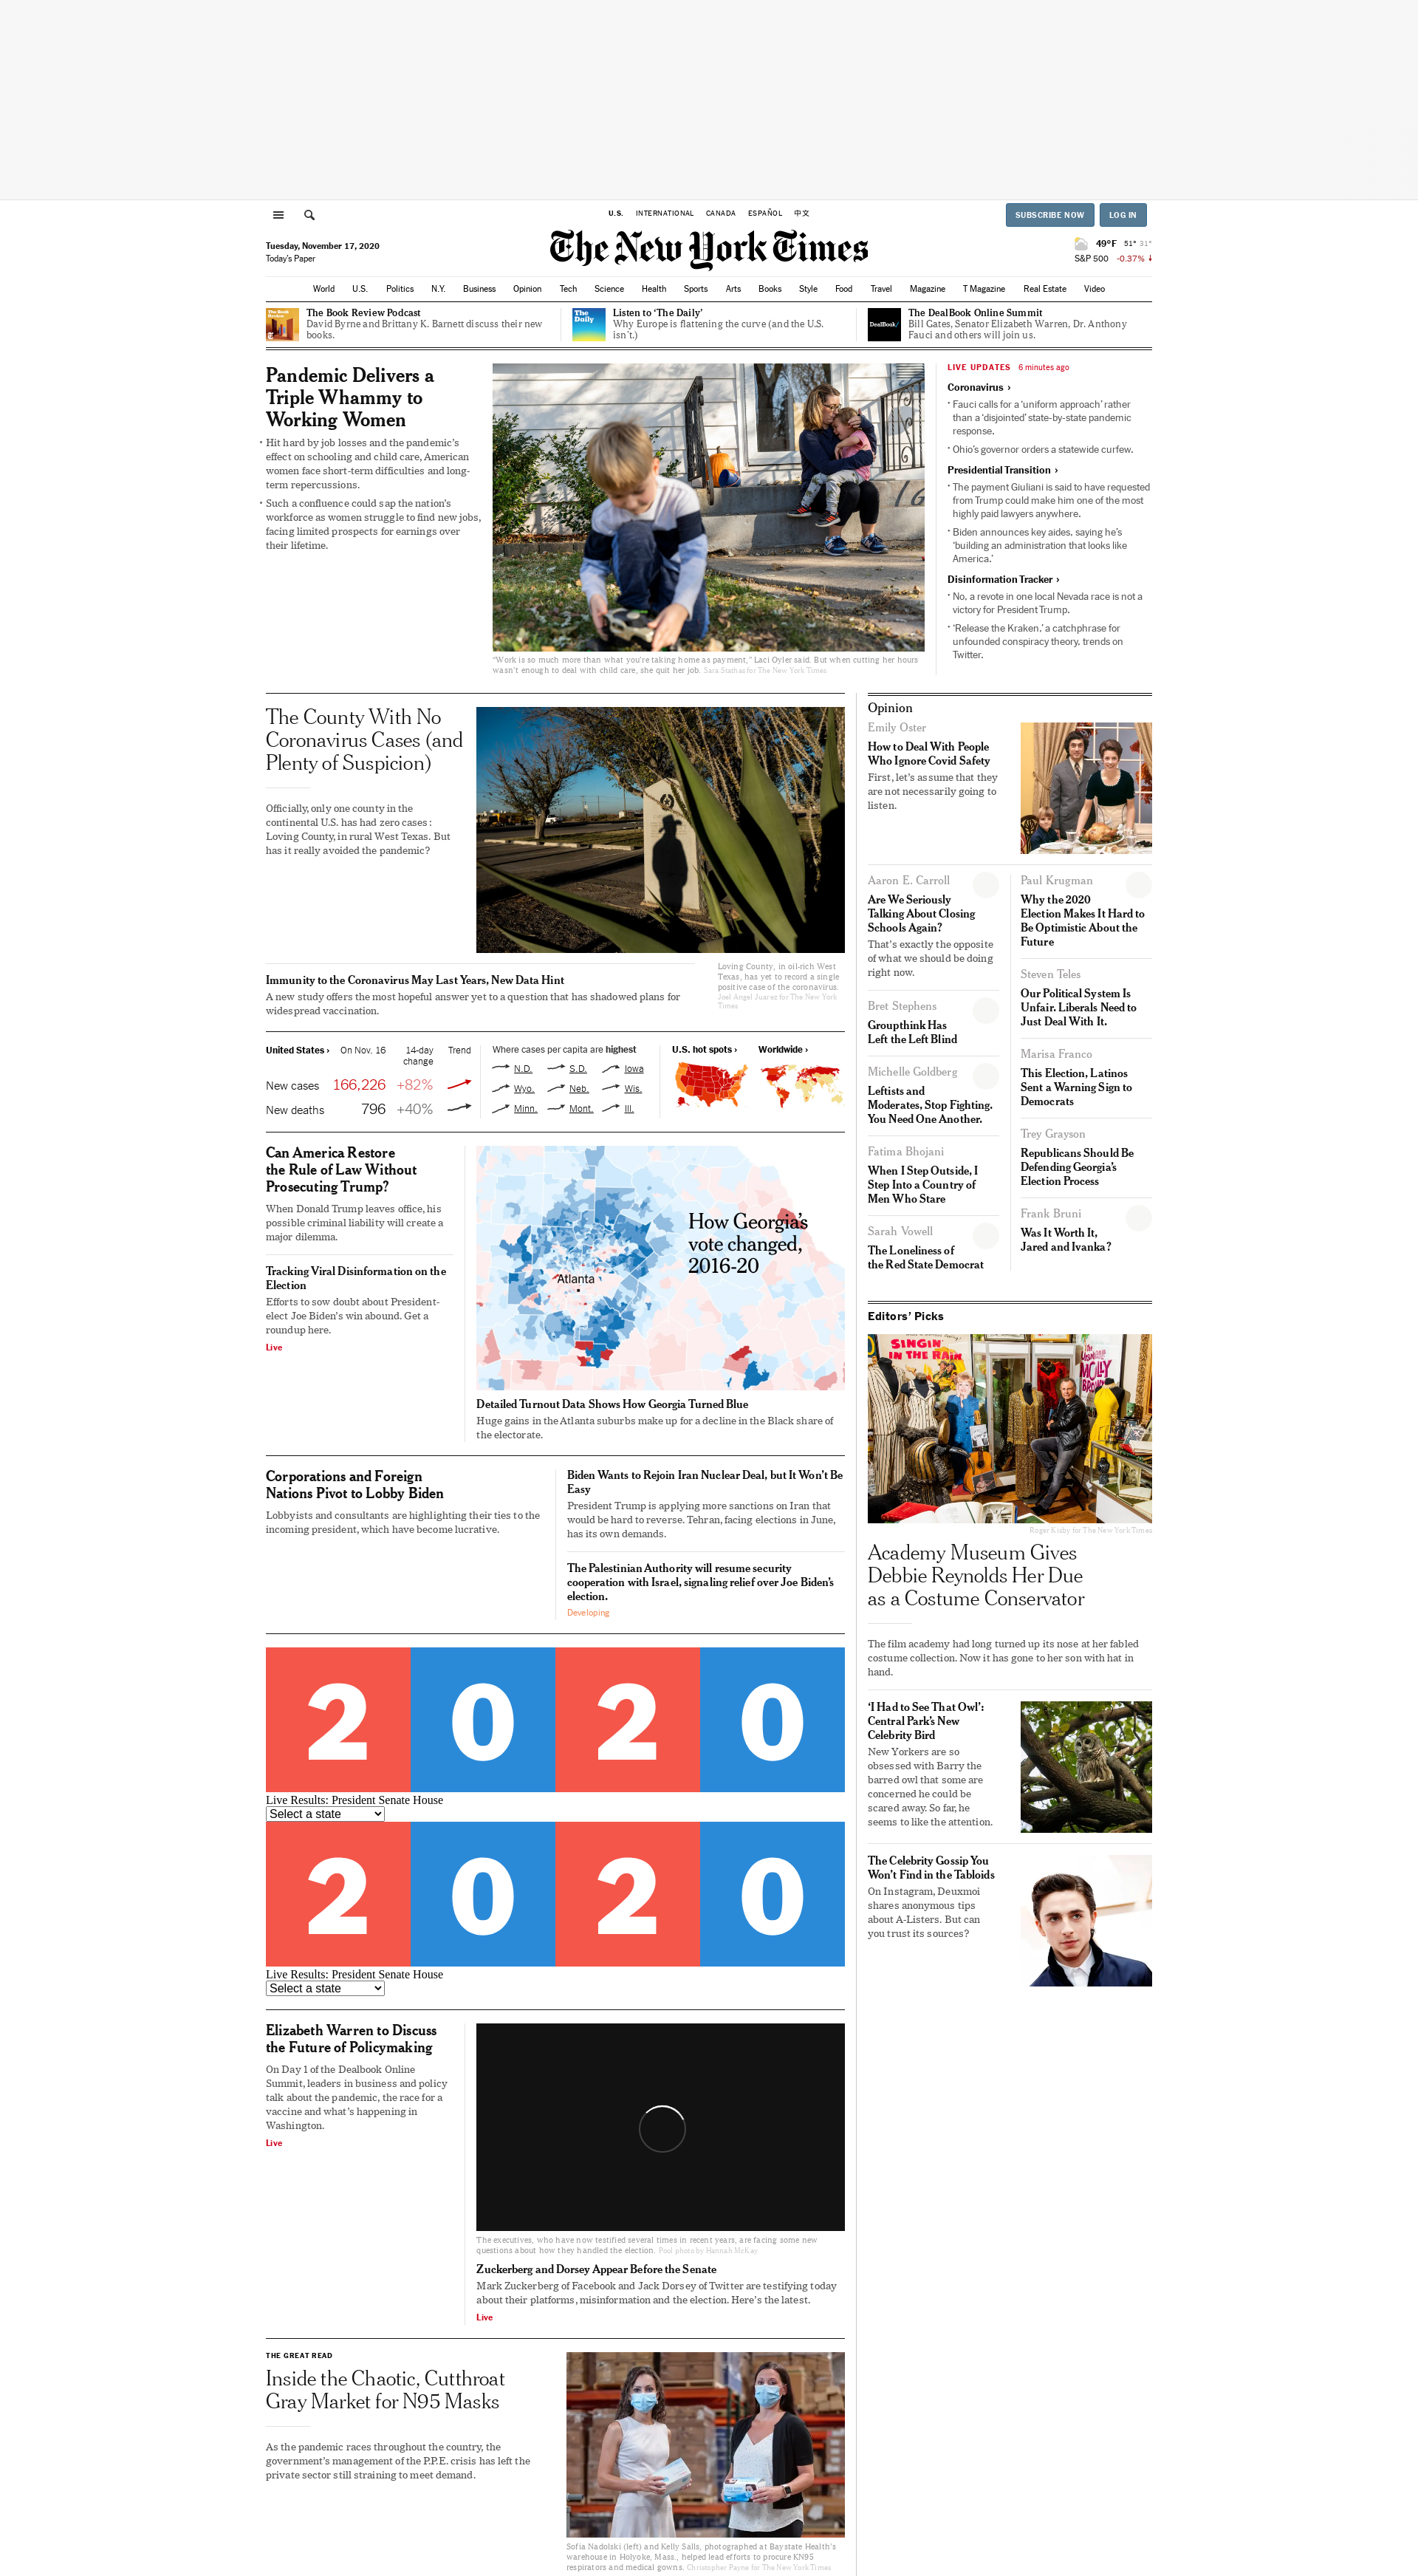 U.S. INTERNATIONAL CANADA ESPAÑOL 中文
SUBSCRIBE NOW LOG IN
Tuesday, November 17, 2020
Today's Paper
The New York Times
49°F 51° 31°
S&P 500 -0.37%
World U.S. Politics N.Y. Business Opinion Tech Science Health Sports Arts Books Style Food Travel Magazine T Magazine Real Estate Video
The Book Review Podcast
David Byrne and Brittany K. Barnett discuss their new
books.
The
Daily
Listen to ‘The Daily’
Why Europe is flattening the curve (and the U.S.
isn’t.)
DealBook/
The DealBook Online Summit
Bill Gates, Senator Elizabeth Warren, Dr. Anthony
Fauci and others will join us.
Pandemic Delivers a
Triple Whammy to
Working Women
• Hit hard by job losses and the pandemic’s
effect on schooling and child care, American
women face short-term difficulties and long-
term repercussions.
• Such a confluence could sap the nation’s
workforce as women struggle to find new jobs,
facing limited prospects for earnings over
their lifetime.
“Work is so much more than what you’re taking home as payment,” Laci Oyler said. But when cutting her hours
wasn’t enough to deal with child care, she quit her job. Sara Stathas for The New York Times
LIVE UPDATES 6 minutes ago
Coronavirus ›
• Fauci calls for a ‘uniform approach’ rather
than a ‘disjointed’ state-by-state pandemic
response.
• Ohio’s governor orders a statewide curfew.
Presidential Transition ›
• The payment Giuliani is said to have requested
from Trump could make him one of the most
highly paid lawyers anywhere.
• Biden announces key aides, saying he’s
‘building an administration that looks like
America.’
Disinformation Tracker ›
• No, a revote in one local Nevada race is not a
victory for President Trump.
• ‘Release the Kraken,’ a catchphrase for
unfounded conspiracy theory, trends on
Twitter.
The County With No
Coronavirus Cases (and
Plenty of Suspicion)
Officially, only one county in the
continental U.S. has had zero cases:
Loving County, in rural West Texas. But
has it really avoided the pandemic?
Immunity to the Coronavirus May Last Years, New Data Hint
A new study offers the most hopeful answer yet to a question that has shadowed plans for
widespread vaccination.
Loving County, in oil-rich West
Texas, has yet to record a single
positive case of the coronavirus.
Joel Angel Juarez for The New York
Times
United States › On Nov. 16 14-day
change Trend
New cases 166,226 +82%
New deaths 796 +40%
Where cases per capita are highest
N.D. S.D. Iowa
Wyo. Neb. Wis.
Minn. Mont. Ill.
U.S. hot spots › Worldwide ›
Can America Restore
the Rule of Law Without
Prosecuting Trump?
When Donald Trump leaves office, his
possible criminal liability will create a
major dilemma.
Tracking Viral Disinformation on the
Election
Efforts to sow doubt about President-
elect Joe Biden’s win abound. Get a
roundup here.
Live
How Georgia’s
vote changed,
2016-20
Atlanta
Detailed Turnout Data Shows How Georgia Turned Blue
Huge gains in the Atlanta suburbs make up for a decline in the Black share of
the electorate.
Corporations and Foreign
Nations Pivot to Lobby Biden
Lobbyists and consultants are highlighting their ties to the
incoming president, which have become lucrative.
Biden Wants to Rejoin Iran Nuclear Deal, but It Won’t Be
Easy
President Trump is applying more sanctions on Iran that
would be hard to reverse. Tehran, facing elections in June,
has its own demands.
The Palestinian Authority will resume security
cooperation with Israel, signaling relief over Joe Biden’s
election.
Developing
2020
Live Results: President Senate House
Select a state
2020
Live Results: President Senate House
Select a state
Elizabeth Warren to Discuss
the Future of Policymaking
On Day 1 of the Dealbook Online
Summit, leaders in business and policy
talk about the pandemic, the race for a
vaccine and what’s happening in
Washington.
Live
The executives, who have now testified several times in recent years, are facing some new
questions about how they handled the election. Pool photo by Hannah McKay
Zuckerberg and Dorsey Appear Before the Senate
Mark Zuckerberg of Facebook and Jack Dorsey of Twitter are testifying today
about their platforms, misinformation and the election. Here’s the latest.
Live
THE GREAT READ
Inside the Chaotic, Cutthroat
Gray Market for N95 Masks
As the pandemic races throughout the country, the
government’s management of the P.P.E. crisis has left the
private sector still straining to meet demand.
Sofia Nadolski (left) and Kelly Salls, photographed at Baystate Health’s
warehouse in Holyoke, Mass., helped lead efforts to procure KN95
respirators and medical gowns. Christopher Payne for The New York Times
Opinion
Emily Oster
How to Deal With People
Who Ignore Covid Safety
First, let’s assume that they
are not necessarily going to
listen.
Aaron E. Carroll
Are We Seriously
Talking About Closing
Schools Again?
That’s exactly the opposite
of what we should be doing
right now.
Bret Stephens
Groupthink Has
Left the Left Blind
Michelle Goldberg
Leftists and
Moderates, Stop Fighting.
You Need One Another.
Fatima Bhojani
When I Step Outside, I
Step Into a Country of
Men Who Stare
Sarah Vowell
The Loneliness of
the Red State Democrat
Paul Krugman
Why the 2020
Election Makes It Hard to
Be Optimistic About the
Future
Steven Teles
Our Political System Is
Unfair. Liberals Need to
Just Deal With It.
Marisa Franco
This Election, Latinos
Sent a Warning Sign to
Democrats
Trey Grayson
Republicans Should Be
Defending Georgia’s
Election Process
Frank Bruni
Was It Worth It,
Jared and Ivanka?
Editors’ Picks
SINGIN’
IN THE RAIN
MOLLY
BROWN
Roger Kisby for The New York Times
Academy Museum Gives
Debbie Reynolds Her Due
as a Costume Conservator
The film academy had long turned up its nose at her fabled
costume collection. Now it has gone to her son with hat in
hand.
‘I Had to See That Owl’:
Central Park’s New
Celebrity Bird
New Yorkers are so
obsessed with Barry the
barred owl that some are
concerned he could be
scared away. So far, he
seems to like the attention.
The Celebrity Gossip You
Won’t Find in the Tabloids
On Instagram, Deuxmoi
shares anonymous tips
about A-Listers. But can
you trust its sources?